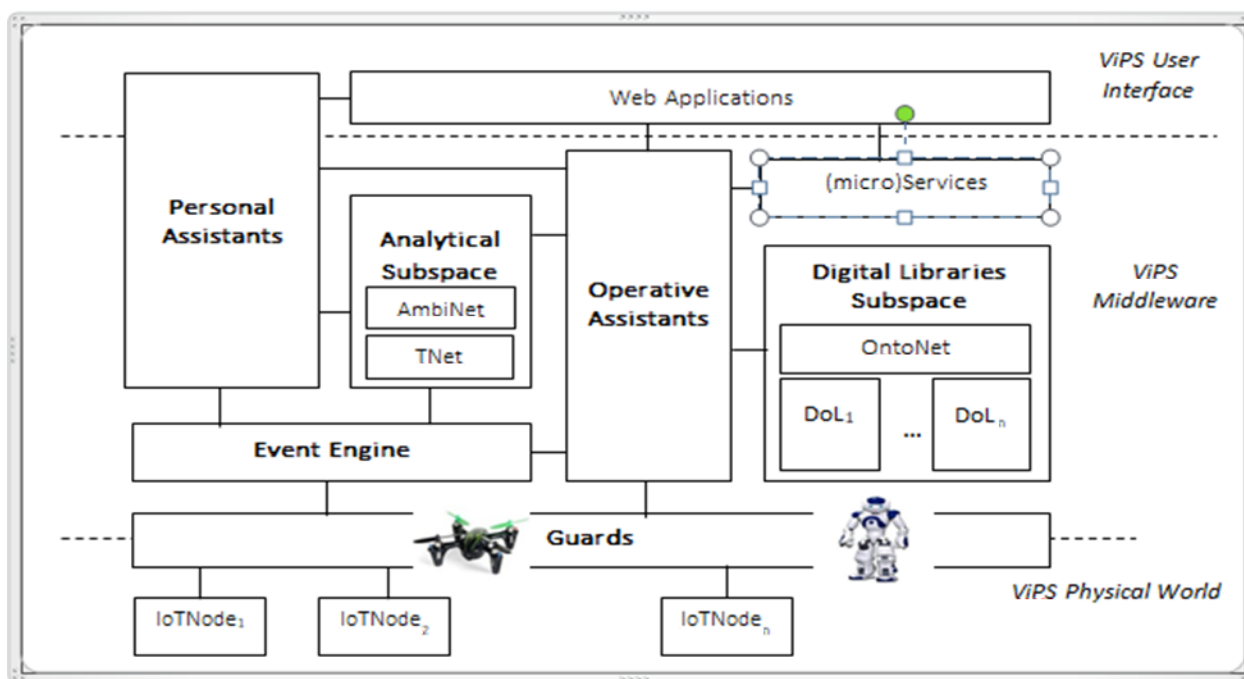 ViPS User
Interface
Web Applications
(micro)Services
Personal
Assistants
Analytical
Subspace
AmbiNet
TNet
Operative
Assistants
Digital Libraries
Subspace
OntoNet
DoL₁
...
DoLₙ
ViPS
Middleware
Event Engine
Guards
ViPS Physical World
IoTNode₁
IoTNode₂
IoTNodeₙ